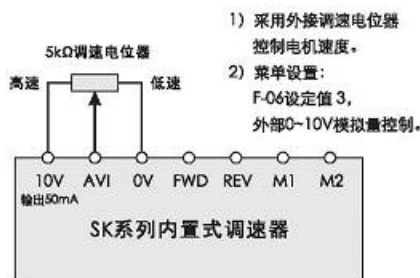 1）采用外接调速电位器
控制电机速度。
2）菜单设置：
F-06设定值 3，
外部0~10V模拟量控制。
5kΩ调速电位器
高速
低速
10V AVI 0V FWD REV M1 M2
输出50mA
SK系列内置式调速器